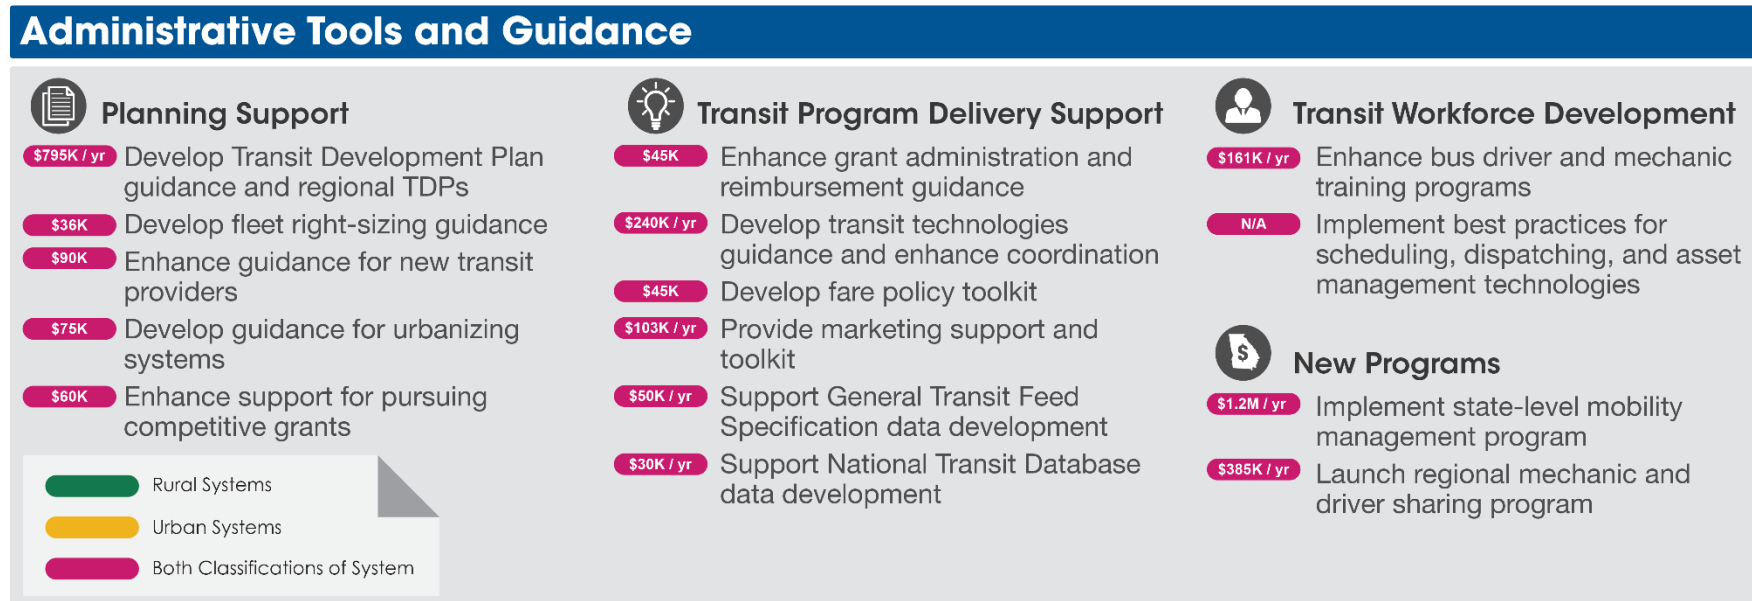 Administrative Tools and Guidance
Planning Support
$795K / yr Develop Transit Development Plan
guidance and regional TDPs
$36K Develop fleet right-sizing guidance
$90K Enhance guidance for new transit
providers
$75K Develop guidance for urbanizing
systems
$60K Enhance support for pursuing
competitive grants
Rural Systems
Urban Systems
Both Classifications of System
Transit Program Delivery Support
$45K Enhance grant administration and
reimbursement guidance
$240K / yr Develop transit technologies
guidance and enhance coordination
$45K Develop fare policy toolkit
$103K / yr Provide marketing support and
toolkit
$50K / yr Support General Transit Feed
Specification data development
$30K / yr Support National Transit Database
data development
Transit Workforce Development
$161K / yr Enhance bus driver and mechanic
training programs
N/A Implement best practices for
scheduling, dispatching, and asset
management technologies
$
New Programs
$1.2M / yr Implement state-level mobility
management program
$385K / yr Launch regional mechanic and
driver sharing program